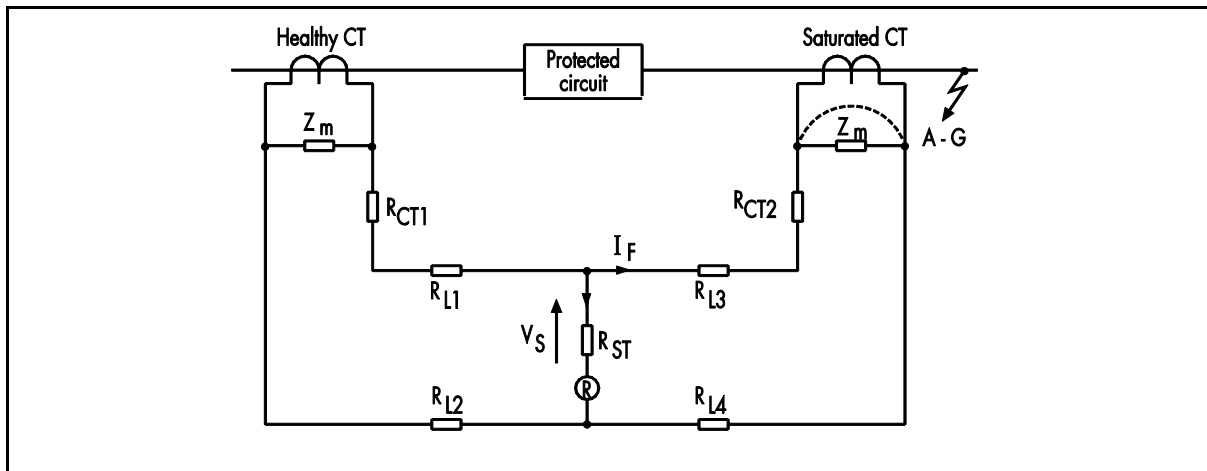 Healthy CT
Protected
circuit
Saturated CT
Z m
Z m
A - G
R CT1
R CT2
I F
R L1
R L3
V S
R ST
R
R L2
R L4